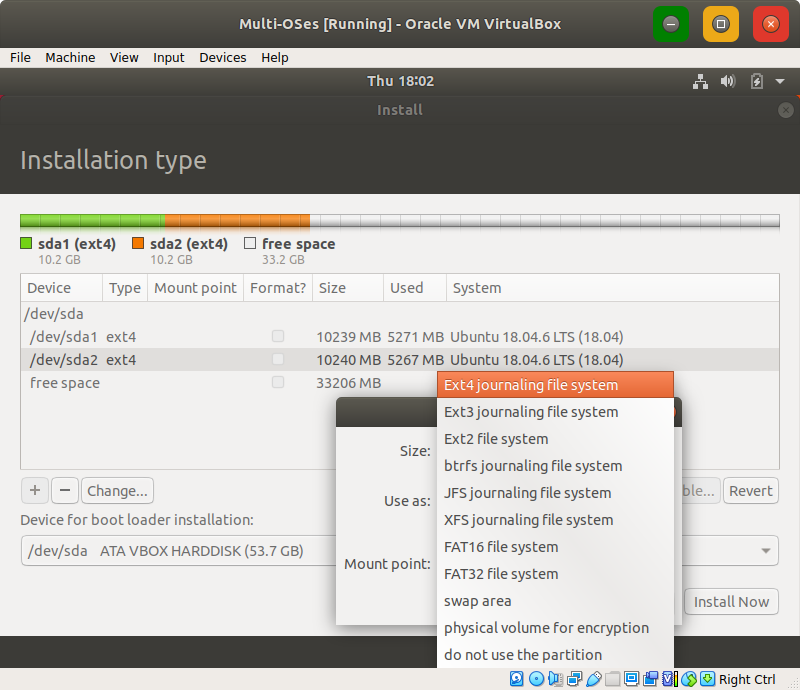 Multi-OSes [Running] - Oracle VM VirtualBox
File Machine View Input Devices Help
Thu 18:02
Install
Installation type
sda1 (ext4) sda2 (ext4) free space
10.2 GB 10.2 GB 33.2 GB
Device Type Mount point Format? Size Used System
/dev/sda
/dev/sda1 ext4 10239 MB 5271 MB Ubuntu 18.04.6 LTS (18.04)
/dev/sda2 ext4 10240 MB 5267 MB Ubuntu 18.04.6 LTS (18.04)
free space 33206 MB
Ext4 journaling file system
Ext3 journaling file system
Size:
Ext2 file system
btrfs journaling file system
+ − Change... ble... Revert
JFS journaling file system
Use as:
Device for boot loader installation:
XFS journaling file system
/dev/sda ATA VBOX HARDDISK (53.7 GB)
FAT16 file system
Mount point:
FAT32 file system
swap area
Install Now
physical volume for encryption
do not use the partition
Right Ctrl